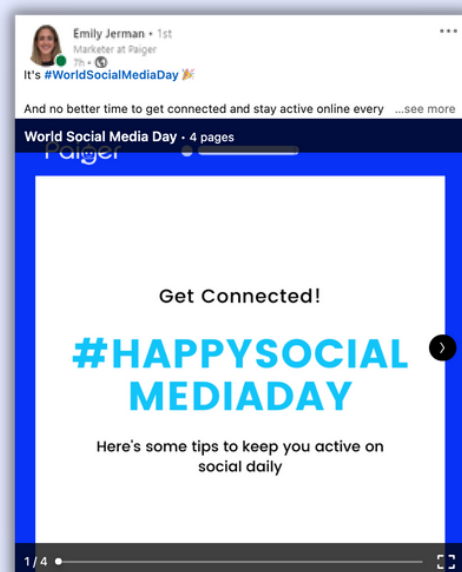 Emily Jerman • 1st
Marketer at Paiger
7h •
It's #WorldSocialMediaDay 🎉
And no better time to get connected and stay active online every ...see more
World Social Media Day • 4 pages
Paiger
Get Connected!
#HAPPYSOCIAL
MEDIADAY
Here's some tips to keep you active on
social daily
1/4